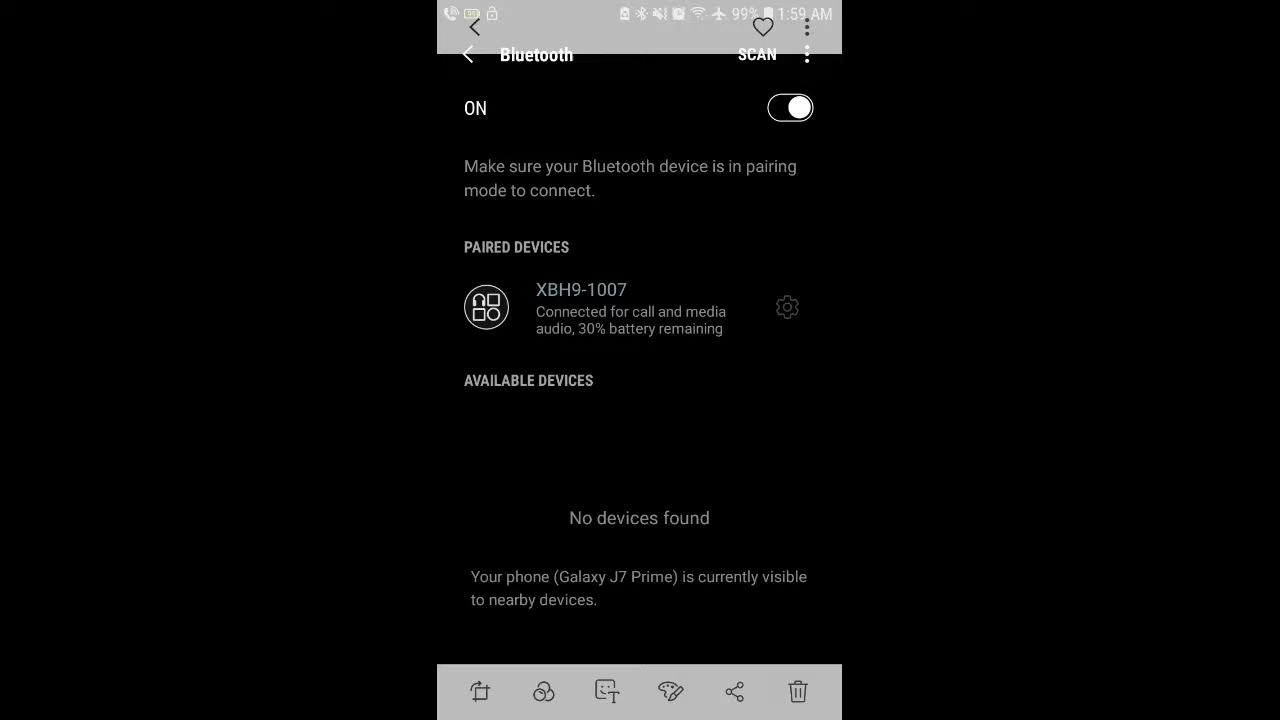 99% 1:59 AM
Bluetooth SCAN
ON
Make sure your Bluetooth device is in pairing
mode to connect.
PAIRED DEVICES
XBH9-1007
Connected for call and media
audio, 30% battery remaining
AVAILABLE DEVICES
No devices found
Your phone (Galaxy J7 Prime) is currently visible
to nearby devices.